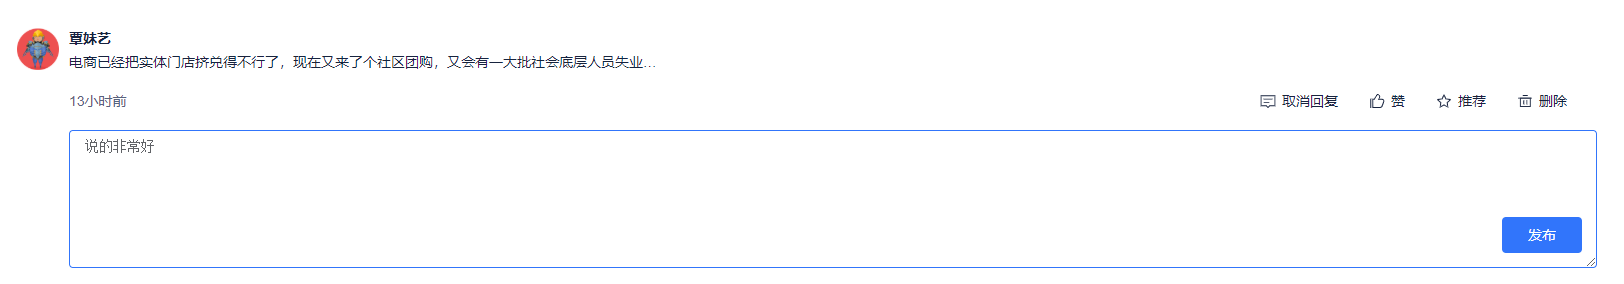 覃妹艺
电商已经把实体门店挤兑得不行了，现在又来了个社区团购，又会有一大批社会底层人员失业…
13小时前 取消回复 赞 推荐 删除
说的非常好
发布